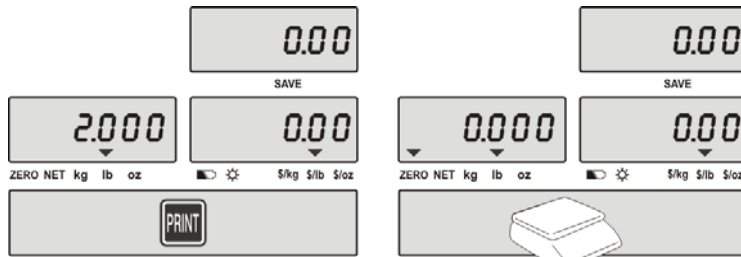 0.00 0.00
SAVE SAVE
2.000 0.00 0.000 0.00
ZERO NET kg lb oz $/kg $/lb $/oz ZERO NET kg lb oz $/kg $/lb $/oz
PRINT